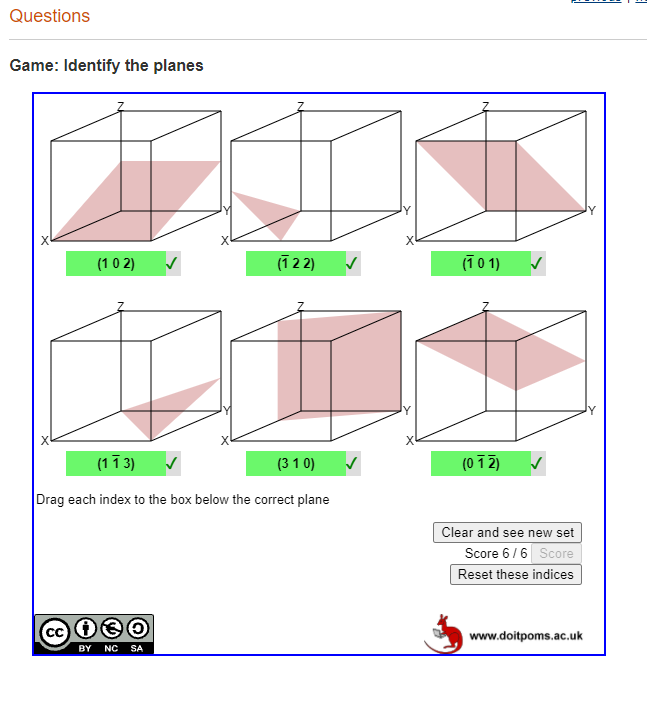 Questions
Game: Identify the planes
Z Z Z
Y Y Y
X X X
(1 0 2) ✓ (1̅ 2 2) ✓ (1̅ 0 1) ✓
Z Z Z
Y Y Y
X X X
(1 1̅ 3) ✓ (3 1 0) ✓ (0 1̅ 2̅) ✓
Drag each index to the box below the correct plane
Clear and see new set
Score 6 / 6 Score
Reset these indices
cc BY NC SA
www.doitpoms.ac.uk